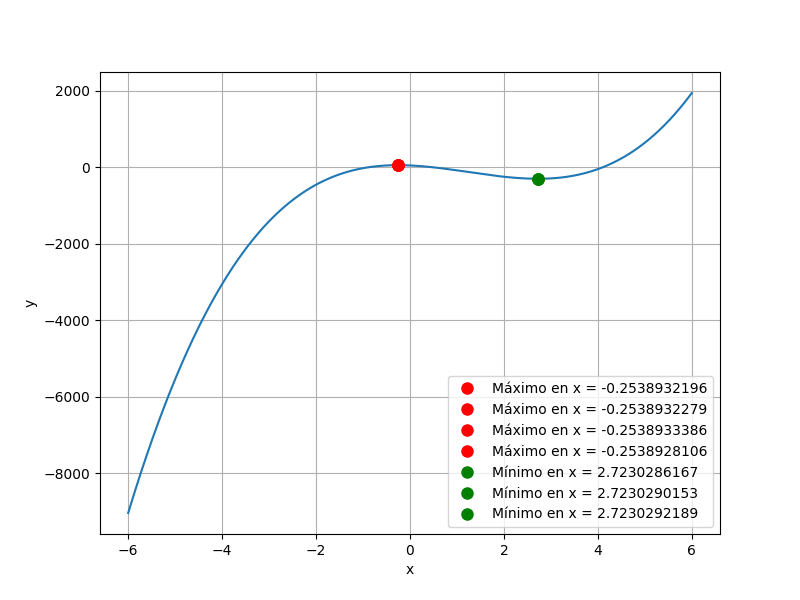 2000
0
−2000
−4000
−6000
−8000
y
−6 −4 −2 0 2 4 6
x
Máximo en x = -0.2538932196
Máximo en x = -0.2538932279
Máximo en x = -0.2538933386
Máximo en x = -0.2538928106
Mínimo en x = 2.7230286167
Mínimo en x = 2.7230290153
Mínimo en x = 2.7230292189